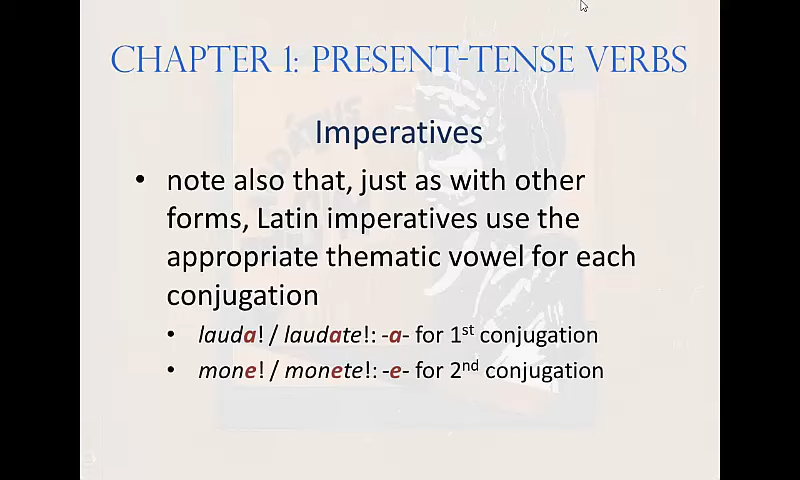 CHAPTER 1: PRESENT-TENSE VERBS
Imperatives
• note also that, just as with other
forms, Latin imperatives use the
appropriate thematic vowel for each
conjugation
• lauda! / laudate!: -a- for 1st conjugation
• mone! / monete!: -e- for 2nd conjugation